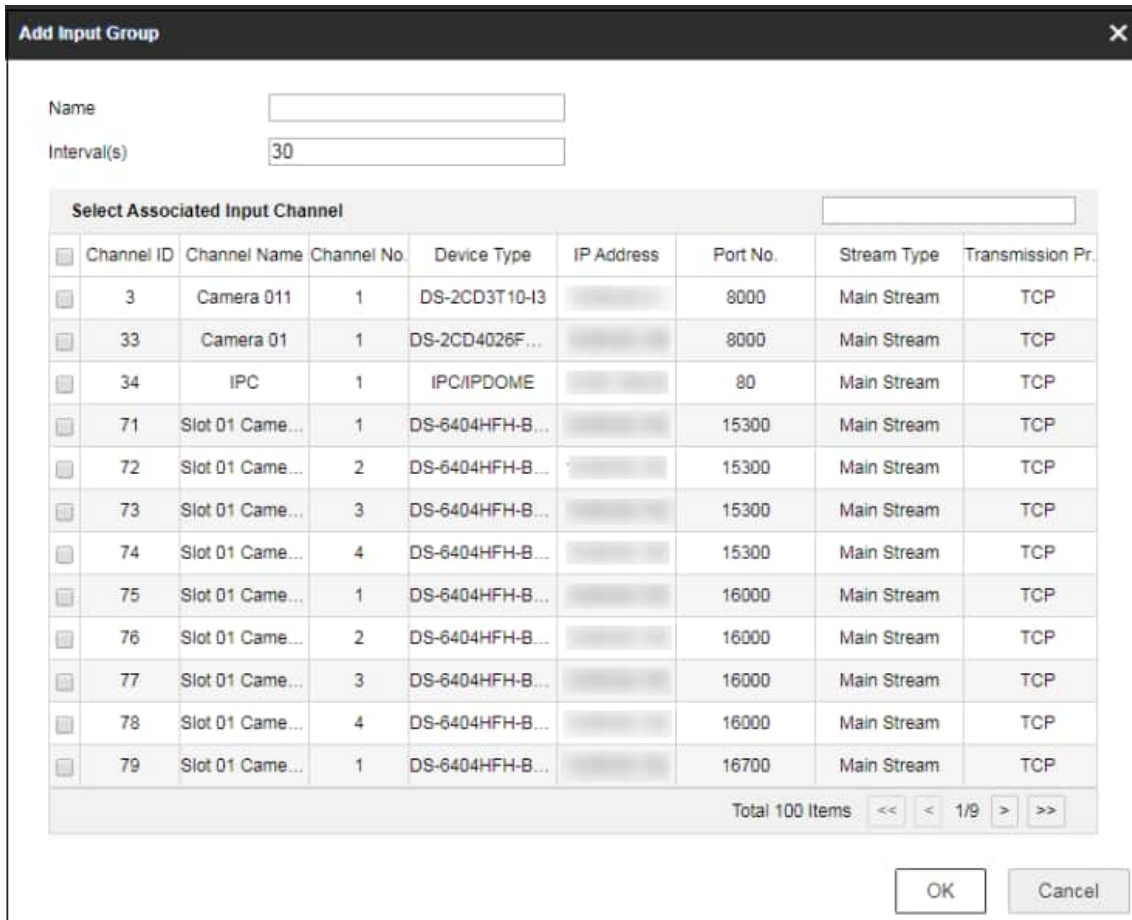 Add Input Group
Name
Interval(s) 30
Select Associated Input Channel
Channel ID Channel Name Channel No. Device Type IP Address Port No. Stream Type Transmission Pr.
3 Camera 011 1 DS-2CD3T10-I3 8000 Main Stream TCP
33 Camera 01 1 DS-2CD4026F... 8000 Main Stream TCP
34 IPC 1 IPC/IPDOME 80 Main Stream TCP
71 Slot 01 Came... 1 DS-6404HFH-B... 15300 Main Stream TCP
72 Slot 01 Came... 2 DS-6404HFH-B... 15300 Main Stream TCP
73 Slot 01 Came... 3 DS-6404HFH-B... 15300 Main Stream TCP
74 Slot 01 Came... 4 DS-6404HFH-B... 15300 Main Stream TCP
75 Slot 01 Came... 1 DS-6404HFH-B... 16000 Main Stream TCP
76 Slot 01 Came... 2 DS-6404HFH-B... 16000 Main Stream TCP
77 Slot 01 Came... 3 DS-6404HFH-B... 16000 Main Stream TCP
78 Slot 01 Came... 4 DS-6404HFH-B... 16000 Main Stream TCP
79 Slot 01 Came... 1 DS-6404HFH-B... 16700 Main Stream TCP
Total 100 Items << < 1/9 > >>
OK Cancel